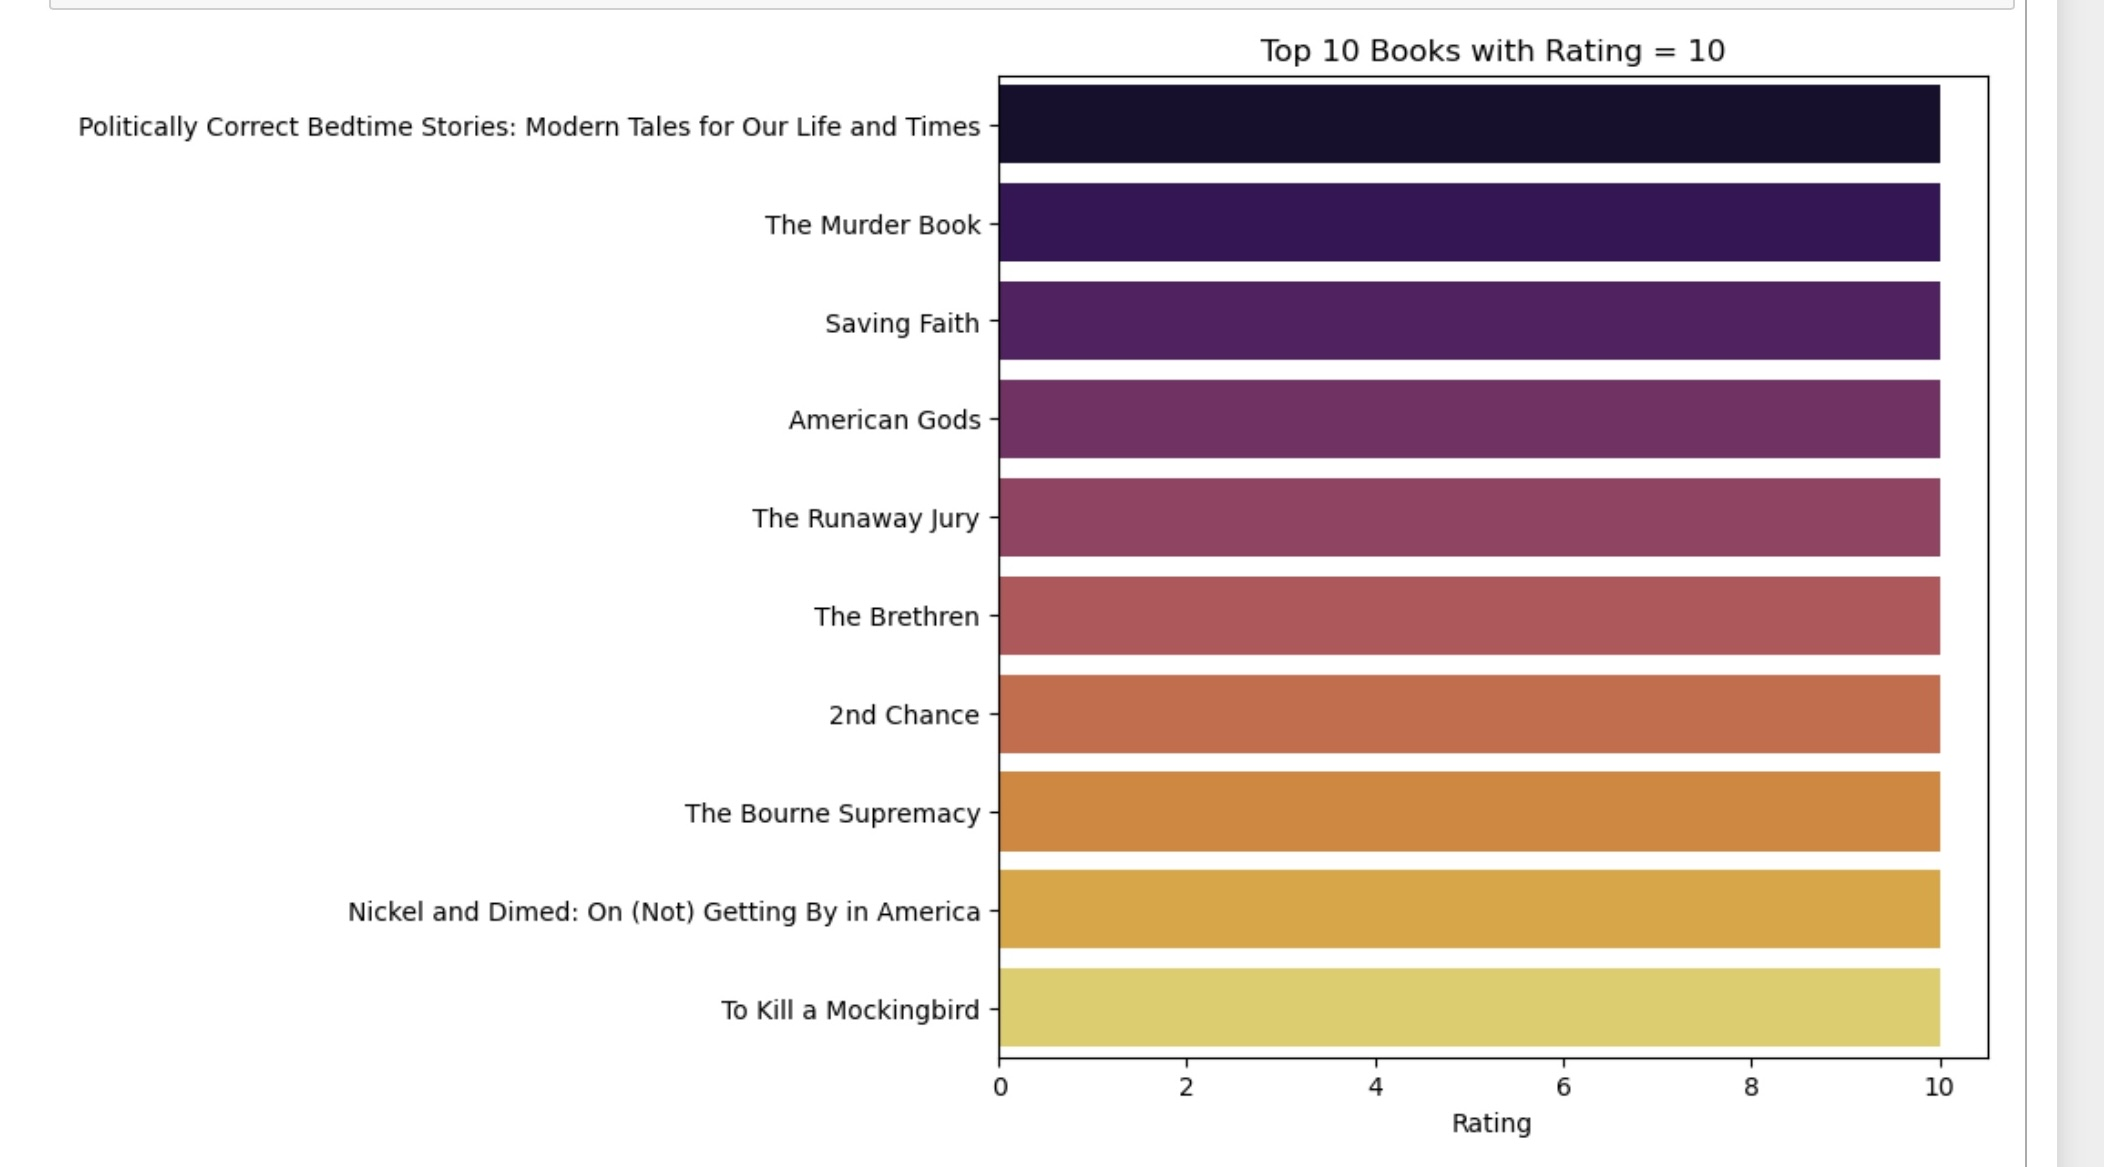 Top 10 Books with Rating = 10
Politically Correct Bedtime Stories: Modern Tales for Our Life and Times
The Murder Book
Saving Faith
American Gods
The Runaway Jury
The Brethren
2nd Chance
The Bourne Supremacy
Nickel and Dimed: On (Not) Getting By in America
To Kill a Mockingbird
0 2 4 6 8 10
Rating